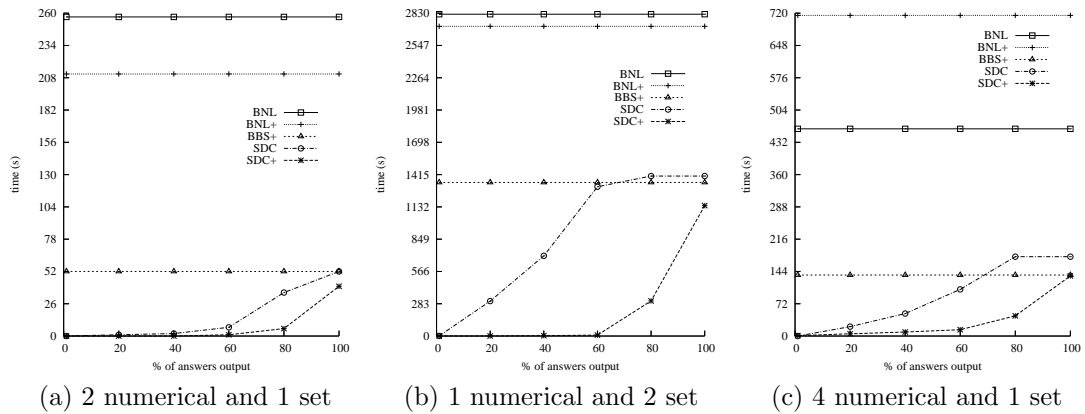 260
234
208
182
156
130
104
78
52
26
0
time (s)
BNL
BNL+
BBS+
SDC
SDC+
0 20 40 60 80 100
% of answers output
(a) 2 numerical and 1 set
2830
2547
2264
1981
1698
1415
1132
849
566
283
0
time (s)
BNL
BNL+
BBS+
SDC
SDC+
0 20 40 60 80 100
% of answers output
(b) 1 numerical and 2 set
720
648
576
504
432
360
288
216
144
72
0
time (s)
BNL
BNL+
BBS+
SDC
SDC+
0 20 40 60 80 100
% of answers output
(c) 4 numerical and 1 set